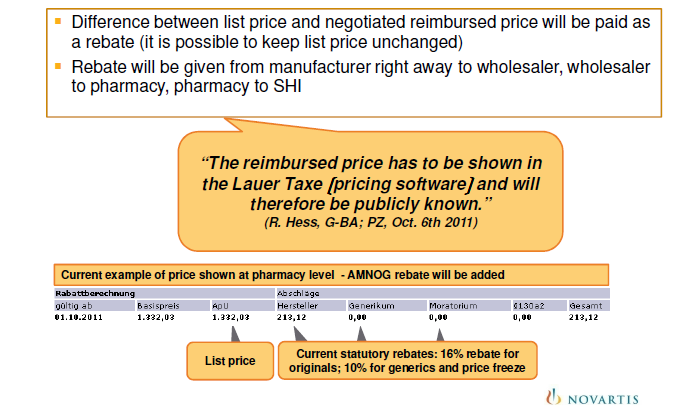 Difference between list price and negotiated reimbursed price will be paid as
a rebate (it is possible to keep list price unchanged)
Rebate will be given from manufacturer right away to wholesaler, wholesaler
to pharmacy, pharmacy to SHI
“The reimbursed price has to be shown in
the Lauer Taxe [pricing software] and will
therefore be publicly known.”
(R. Hess, G-BA; PZ, Oct. 6th 2011)
Current example of price shown at pharmacy level - AMNOG rebate will be added
Rabattberechnung Abschläge
gültig ab Basispreis ApU Hersteller Generikum Moratorium §130a2 Gesamt
01.10.2011 1.332,03 1.332,03 213,12 0,00 0,00 0,00 213,12
List price
Current statutory rebates: 16% rebate for
originals; 10% for generics and price freeze
NOVARTIS